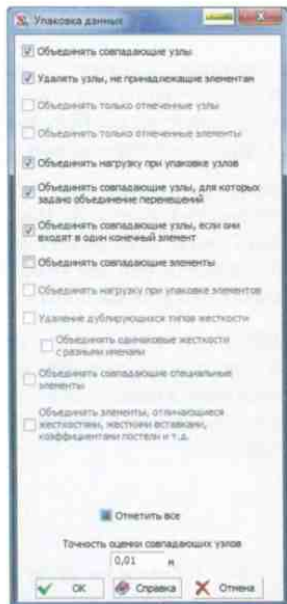 Упаковка данных
Объединять совпадающие узлы
Удалять узлы, не принадлежащие элементам
Объединять только отмеченные узлы
Объединять только отмеченные элементы
Объединять нагрузку при упаковке узлов
Объединять совпадающие узлы, для которых
задано объединение перемещений
Объединять совпадающие узлы, если они
входят в один конечный элемент
Объединять совпадающие элементы
Объединять нагрузку при упаковке элементов
Удаление дублирующихся типов жесткости
Объединять одинаковые жесткости
с разными именами
Объединять совпадающие специальные
элементы
Объединять элементы, отличающиеся
жесткостями, жесткими вставками,
коэффициентами постели и т.д.
Отметить все
Точность оценки совпадающих узлов
0,01 м
OK Справка Отмена